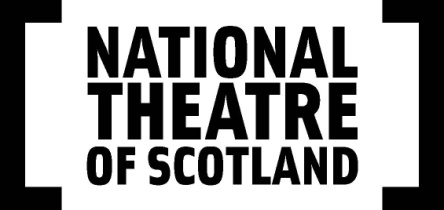 NATIONAL
THEATRE
OF SCOTLAND